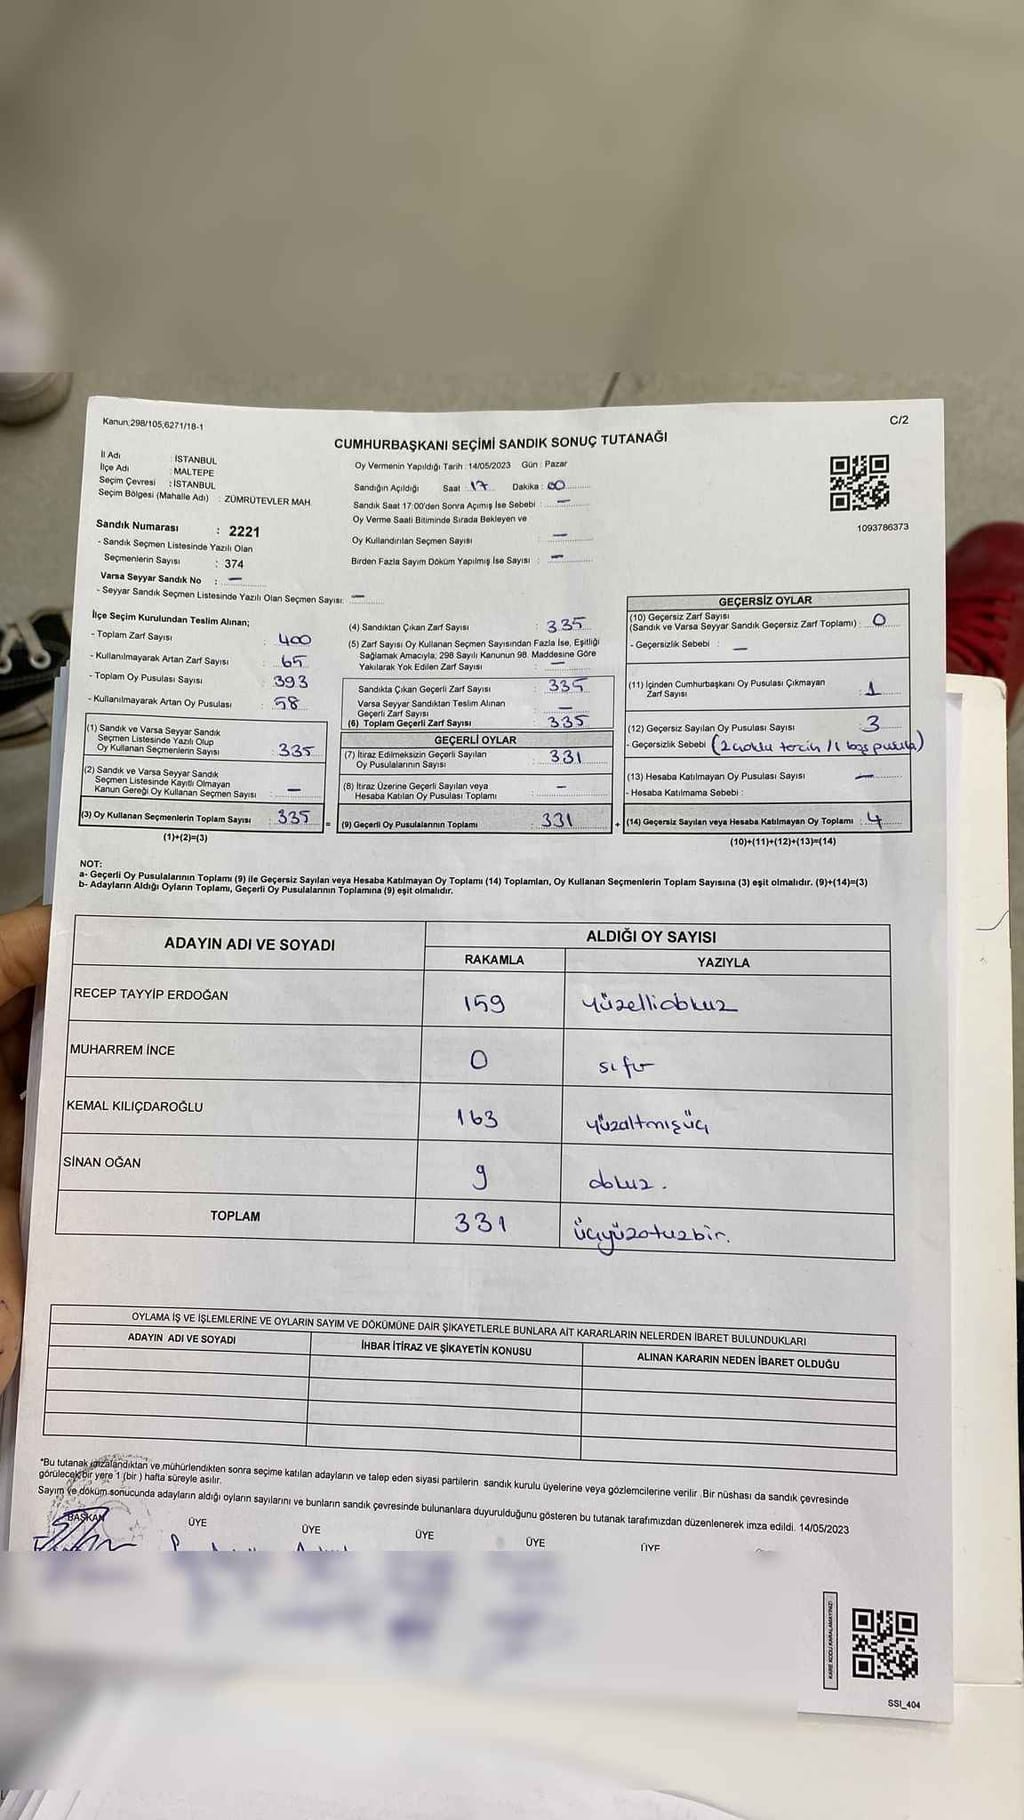 Kanun;298/105,6271/18-1
C/2
CUMHURBAŞKANI SEÇİMİ SANDIK SONUÇ TUTANAĞI
İl Adı : İSTANBUL
İlçe Adı : MALTEPE
Seçim Çevresi : İSTANBUL
Seçim Bölgesi (Mahalle Adı) : ZÜMRÜTEVLER MAH.
Sandık Numarası : 2221
- Sandık Seçmen Listesinde Yazılı Olan
Seçmenlerin Sayısı : 374
Varsa Seyyar Sandık No : —
- Seyyar Sandık Seçmen Listesinde Yazılı Olan Seçmen Sayısı: —
Oy Vermenin Yapıldığı Tarih : 14/05/2023 Gün : Pazar
Sandığın Açıldığı Saat : 17 Dakika : 00
Sandık Saat 17:00'den Sonra Açımış İse Sebebi : —
Oy Verme Saati Bitiminde Sırada Bekleyen ve
Oy Kullandırılan Seçmen Sayısı : —
Birden Fazla Sayım Döküm Yapılmış İse Sayısı : —
1093786373
İlçe Seçim Kurulundan Teslim Alınan;
- Toplam Zarf Sayısı : 400
- Kullanılmayarak Artan Zarf Sayısı : 65
- Toplam Oy Pusulası Sayısı : 393
- Kullanılmayarak Artan Oy Pusulası : 58
(1) Sandık ve Varsa Seyyar Sandık
Seçmen Listesinde Yazılı Olup
Oy Kullanan Seçmenlerin Sayısı : 335
(2) Sandık ve Varsa Seyyar Sandık
Seçmen Listesinde Kayıtlı Olmayan
Kanun Gereği Oy Kullanan Seçmen Sayısı : —
(3) Oy Kullanan Seçmenlerin Toplam Sayısı : 335
(1)+(2)=(3)
(4) Sandıktan Çıkan Zarf Sayısı : 335
(5) Zarf Sayısı Oy Kullanan Seçmen Sayısından Fazla İse, Eşitliği
Sağlamak Amacıyla, 298 Sayılı Kanunun 98. Maddesine Göre
Yakılarak Yok Edilen Zarf Sayısı : —
Sandıkta Çıkan Geçerli Zarf Sayısı : 335
Varsa Seyyar Sandıktan Teslim Alınan
Geçerli Zarf Sayısı : —
(6) Toplam Geçerli Zarf Sayısı : 335
GEÇERLİ OYLAR
(7) İtiraz Edilmeksizin Geçerli Sayılan
Oy Pusulalarının Sayısı : 331
(8) İtiraz Üzerine Geçerli Sayılan veya
Hesaba Katılan Oy Pusulası Toplamı : —
= (9) Geçerli Oy Pusulalarının Toplamı : 331
GEÇERSİZ OYLAR
(10) Geçersiz Zarf Sayısı
(Sandık ve Varsa Seyyar Sandık Geçersiz Zarf Toplamı) : 0
- Geçersizlik Sebebi : —
(11) İçinden Cumhurbaşkanı Oy Pusulası Çıkmayan
Zarf Sayısı : 1
(12) Geçersiz Sayılan Oy Pusulası Sayısı : 3
- Geçersizlik Sebebi (2 çoklu tercih /1 boş pusula)
(13) Hesaba Katılmayan Oy Pusulası Sayısı : —
- Hesaba Katılmama Sebebi :
+ (14) Geçersiz Sayılan veya Hesaba Katılmayan Oy Toplamı : 4
(10)+(11)+(12)+(13)=(14)
NOT:
a- Geçerli Oy Pusulalarının Toplamı (9) ile Geçersiz Sayılan veya Hesaba Katılmayan Oy Toplamı (14) Toplamları, Oy Kullanan Seçmenlerin Toplam Sayısına (3) eşit olmalıdır. (9)+(14)=(3)
b- Adayların Aldığı Oyların Toplamı, Geçerli Oy Pusulalarının Toplamına (9) eşit olmalıdır.
ADAYIN ADI VE SOYADI
ALDIĞI OY SAYISI
RAKAMLA YAZIYLA
RECEP TAYYİP ERDOĞAN 159 yüzellidokuz
MUHARREM İNCE 0 sıfır
KEMAL KILIÇDAROĞLU 163 yüzaltmışüç
SİNAN OĞAN 9 dokuz.
TOPLAM 331 üçyüzotuzbir.
OYLAMA İŞ VE İŞLEMLERİNE VE OYLARIN SAYIM VE DÖKÜMÜNE DAİR ŞİKAYETLERLE BUNLARA AİT KARARLARIN NELERDEN İBARET BULUNDUKLARI
ADAYIN ADI VE SOYADI İHBAR İTİRAZ VE ŞİKAYETİN KONUSU ALINAN KARARIN NEDEN İBARET OLDUĞU
*Bu tutanak imzalandıktan ve mühürlendikten sonra seçime katılan adayların ve talep eden siyasi partilerin sandık kurulu üyelerine veya gözlemcilerine verilir .Bir nüshası da sandık çevresinde
görülecek bir yere 1 (bir ) hafta süreyle asılır.
Sayım ve döküm sonucunda adayların aldığı oyların sayılarını ve bunların sandık çevresinde bulunanlara duyurulduğunu gösteren bu tutanak tarafımızdan düzenlenerek imza edildi. 14/05/2023
BAŞKAN ÜYE ÜYE ÜYE ÜYE ÜYE
KARE KODU KARALAMAYINIZ!
SSI_404